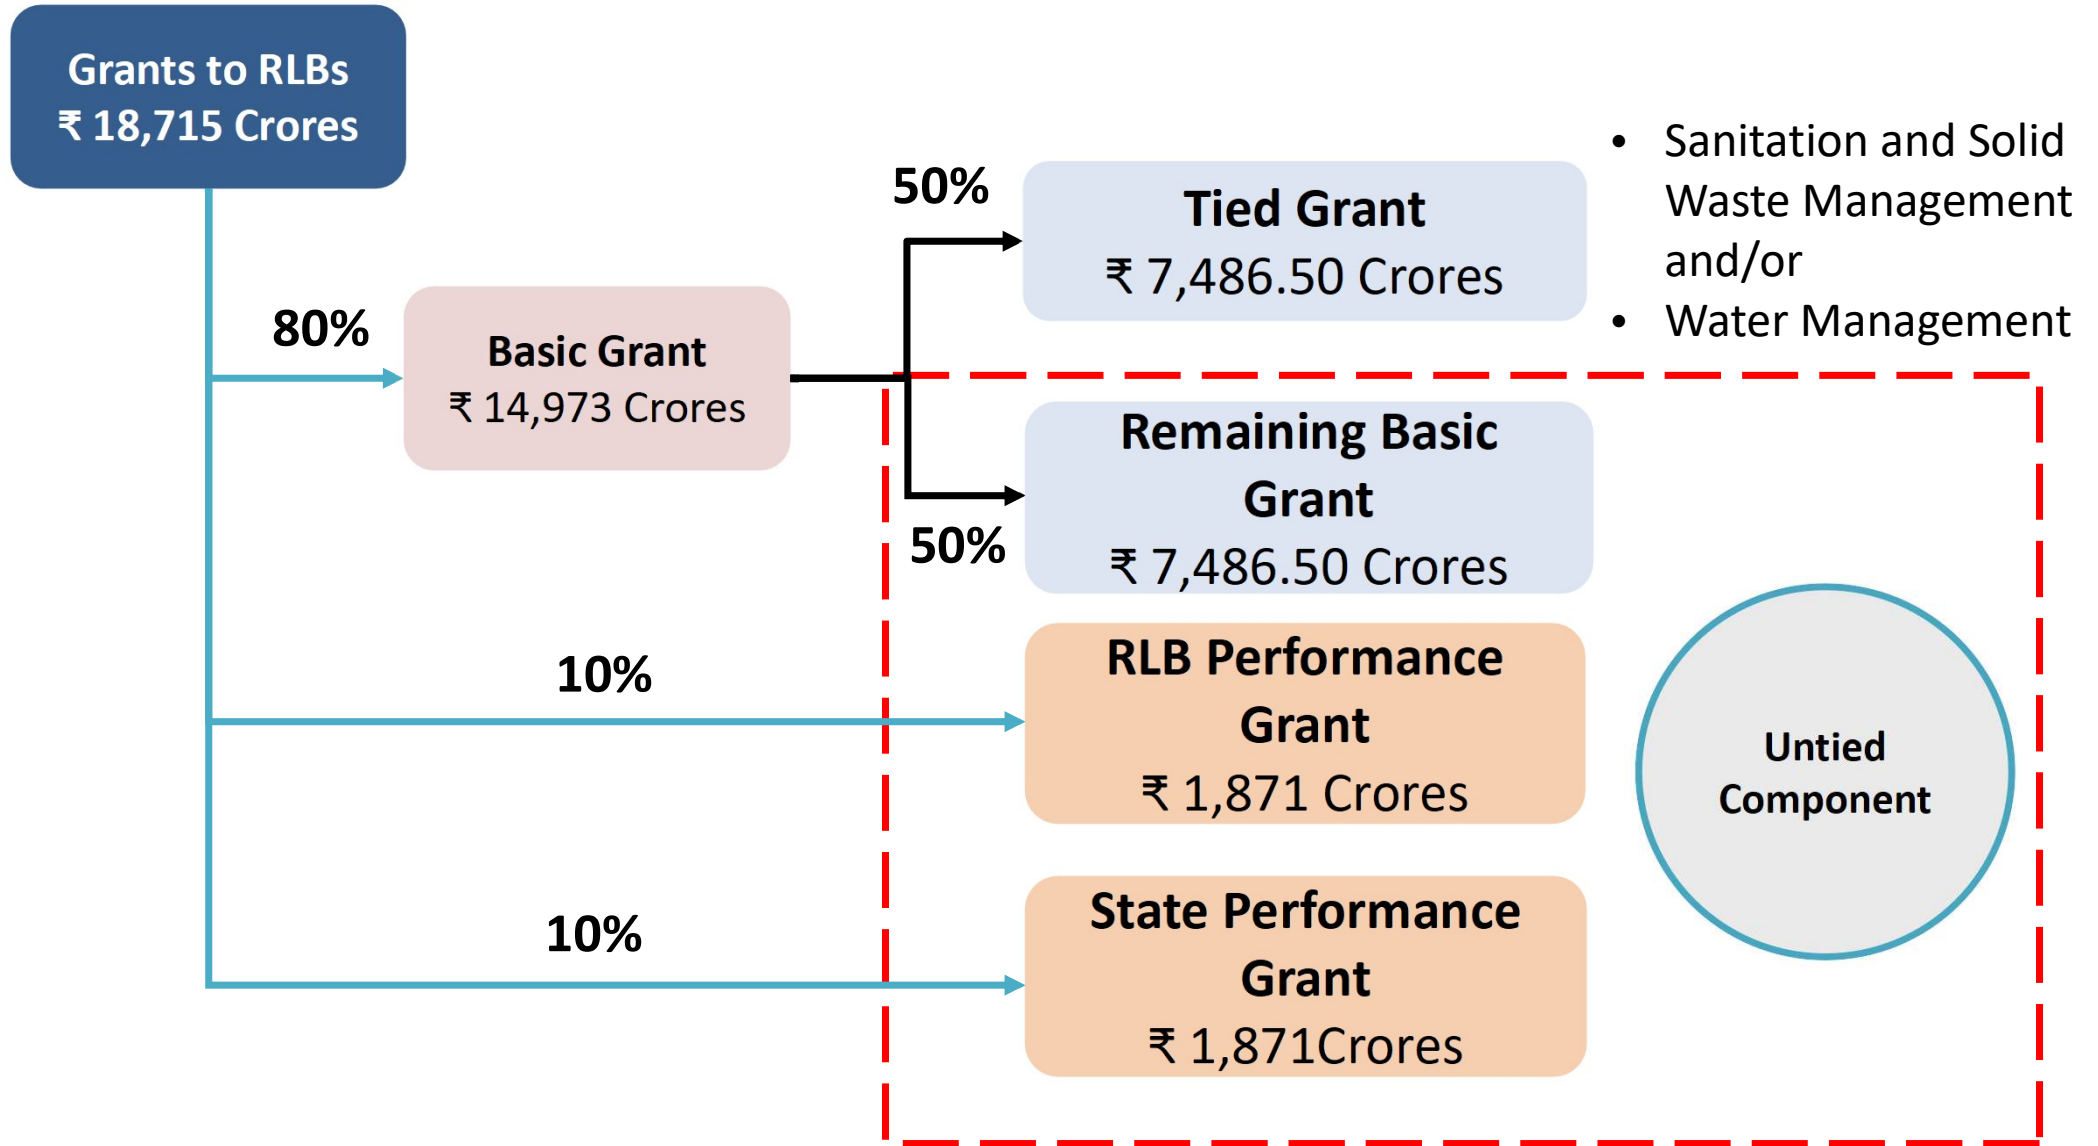 Grants to RLBs
₹ 18,715 Crores
80%
Basic Grant
₹ 14,973 Crores
50%
Tied Grant
₹ 7,486.50 Crores
• Sanitation and Solid
Waste Management
and/or
• Water Management
50%
Remaining Basic
Grant
₹ 7,486.50 Crores
10%
RLB Performance
Grant
₹ 1,871 Crores
10%
State Performance
Grant
₹ 1,871Crores
Untied
Component